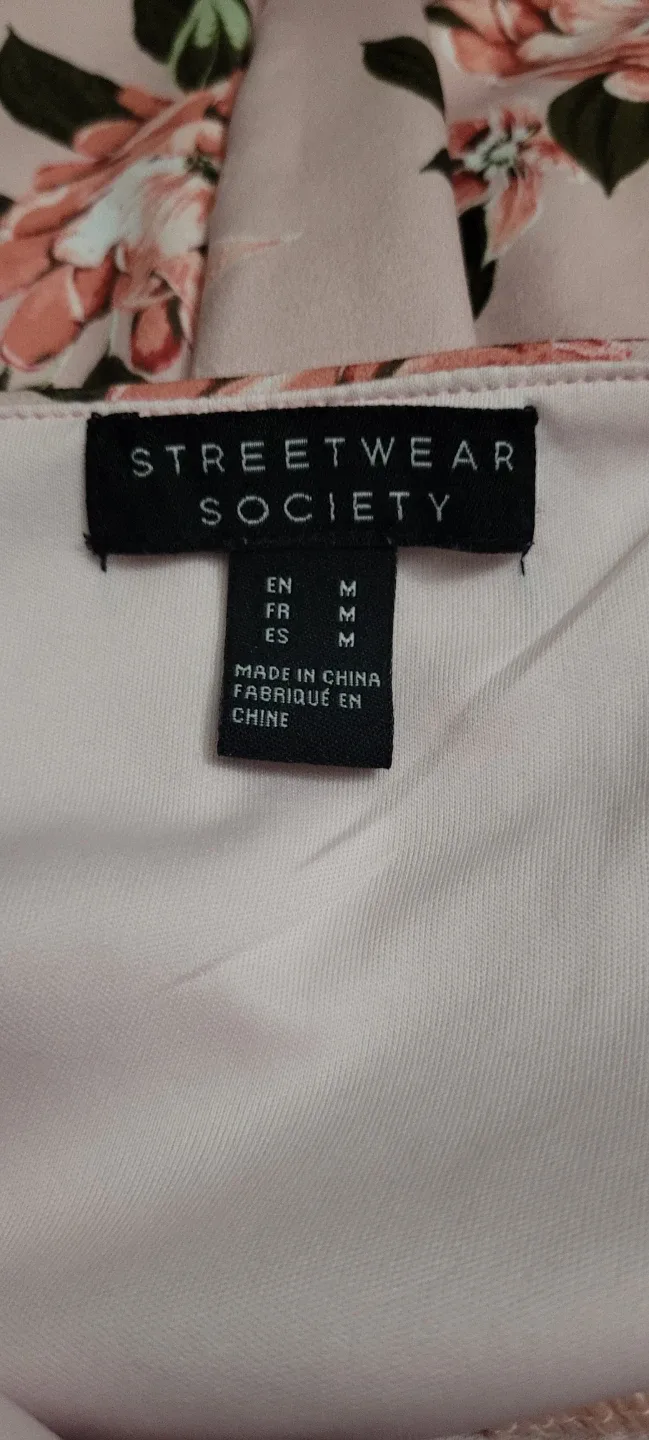 STREETWEAR
SOCIETY
EN M
FR M
ES M
MADE IN CHINA
FABRIQUÉ EN
CHINE